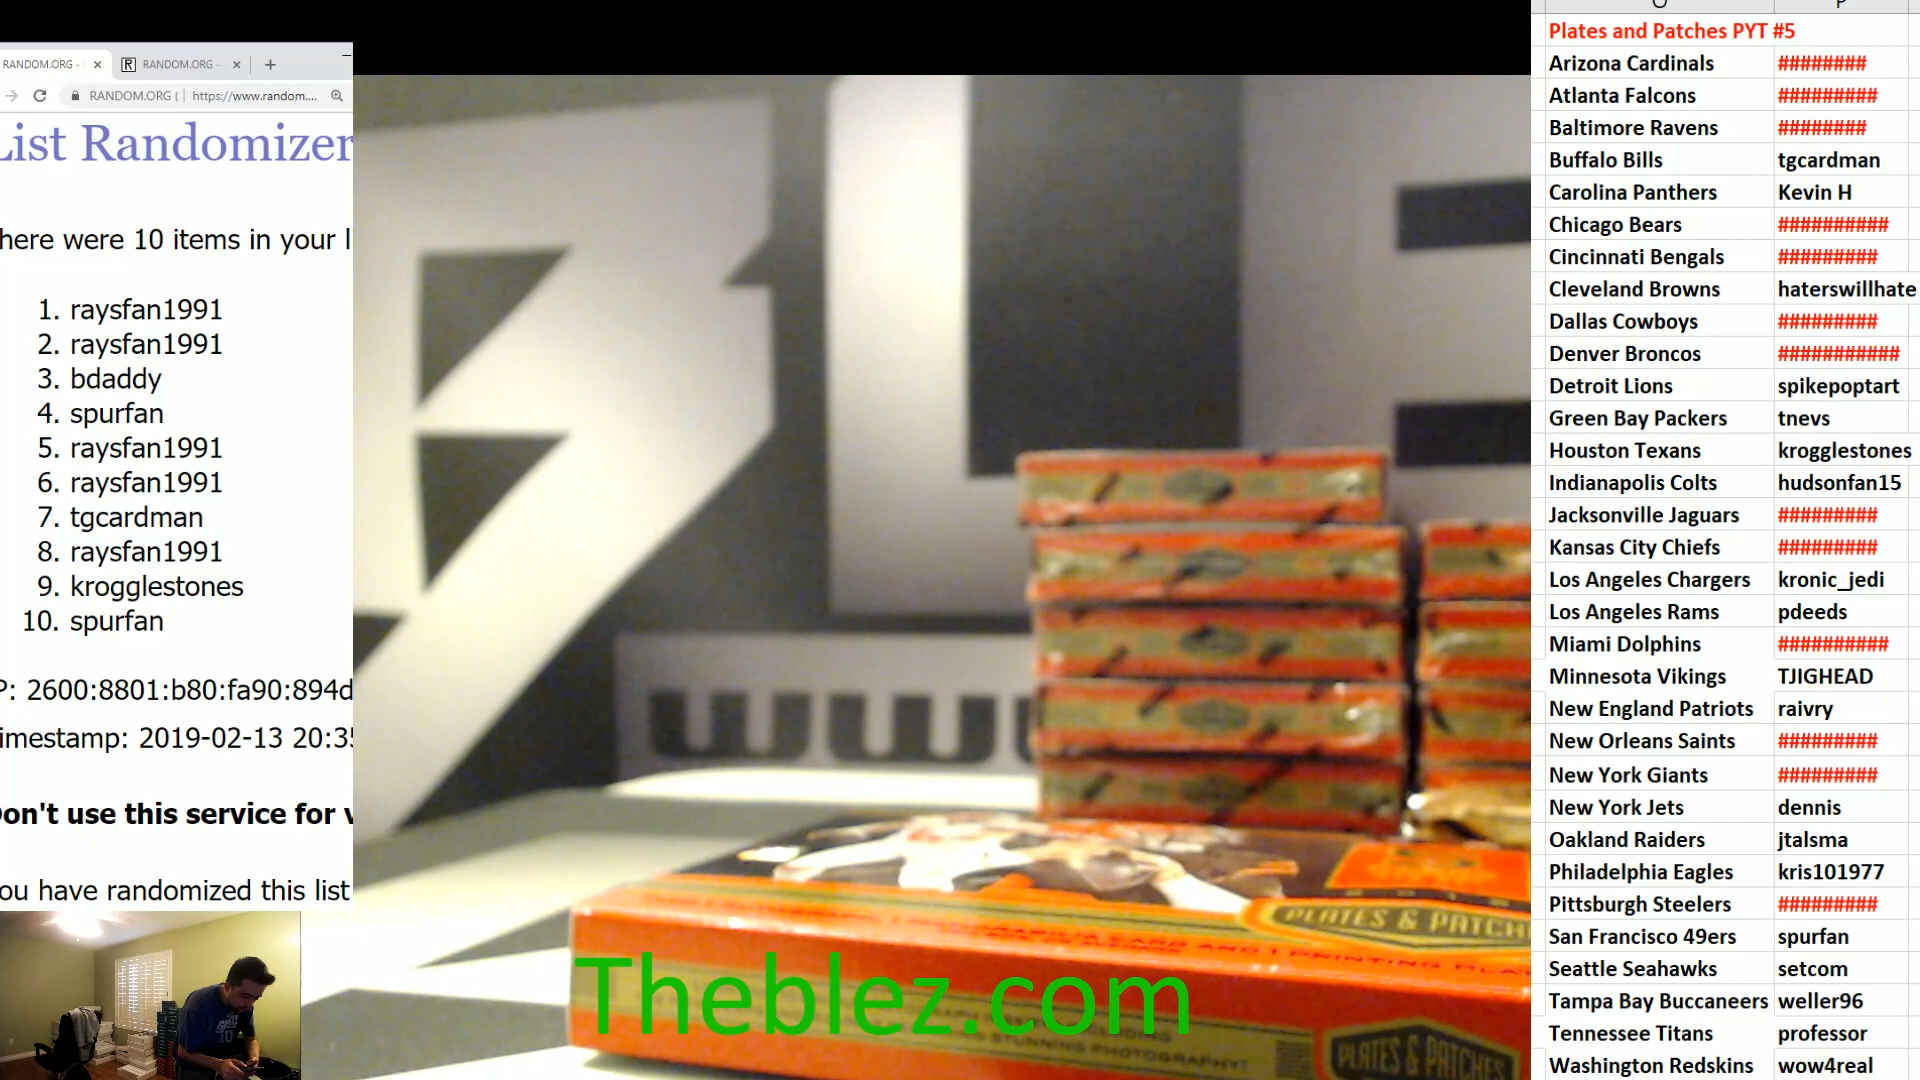 RANDOM.ORG -
RANDOM.ORG -
RANDOM.ORG ( https://www.random....
List Randomizer
here were 10 items in your l
1. raysfan1991
2. raysfan1991
3. bdaddy
4. spurfan
5. raysfan1991
6. raysfan1991
7. tgcardman
8. raysfan1991
9. krogglestones
10. spurfan
P: 2600:8801:b80:fa90:894d
imestamp: 2019-02-13 20:35
on't use this service for v
ou have randomized this list
BLE
www
PLATES & PATCH
PRINTING PLA
STUNNING PHOTOGRAPHY!
PLATES & PATCHES
Theblez.com
O P
Plates and Patches PYT #5
Arizona Cardinals ########
Atlanta Falcons #########
Baltimore Ravens ########
Buffalo Bills tgcardman
Carolina Panthers Kevin H
Chicago Bears ##########
Cincinnati Bengals #########
Cleveland Browns haterswillhate
Dallas Cowboys #########
Denver Broncos ###########
Detroit Lions spikepoptart
Green Bay Packers tnevs
Houston Texans krogglestones
Indianapolis Colts hudsonfan15
Jacksonville Jaguars #########
Kansas City Chiefs #########
Los Angeles Chargers kronic_jedi
Los Angeles Rams pdeeds
Miami Dolphins ##########
Minnesota Vikings TJIGHEAD
New England Patriots raivry
New Orleans Saints #########
New York Giants #########
New York Jets dennis
Oakland Raiders jtalsma
Philadelphia Eagles kris101977
Pittsburgh Steelers #########
San Francisco 49ers spurfan
Seattle Seahawks setcom
Tampa Bay Buccaneers weller96
Tennessee Titans professor
Washington Redskins wow4real